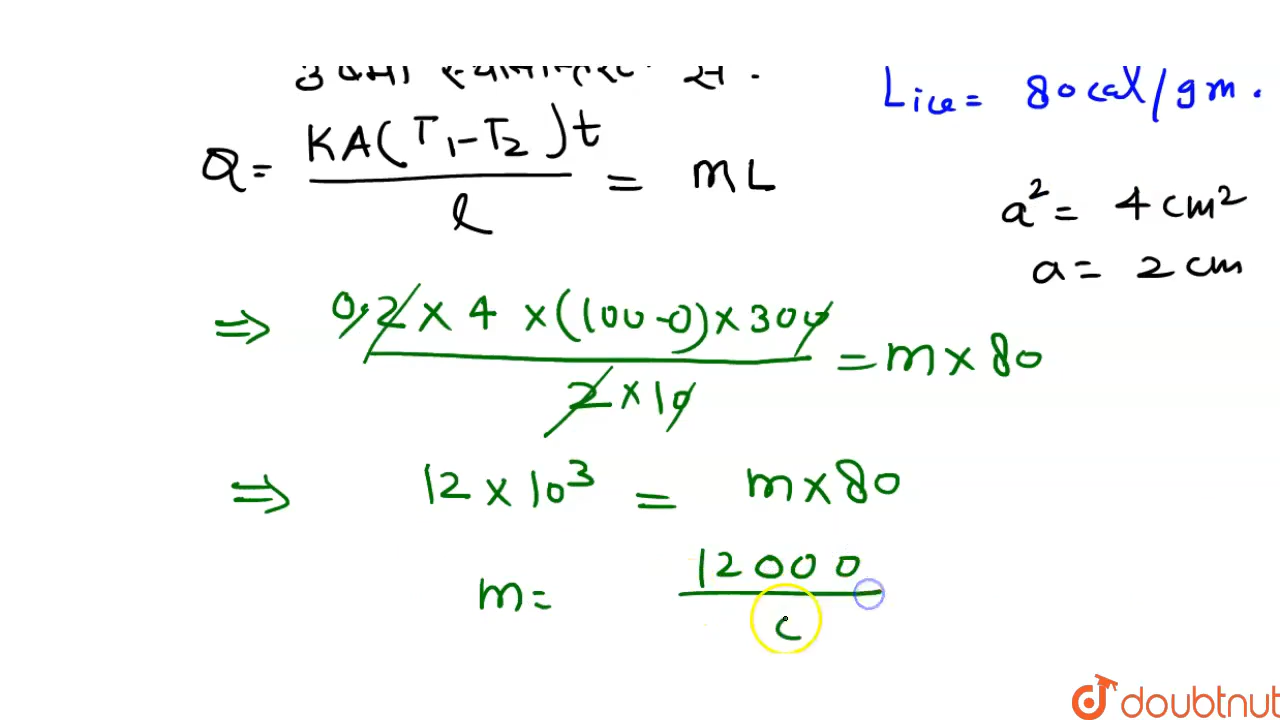 से.
L ice = 80 cal/gm.
Q = KA(T₁-T₂)t / l = mL
a² = 4 cm²
a = 2 cm
⇒ 0.2 × 4 × (100-0) × 300 / 2 × 10 = m × 80
⇒ 12 × 10³ = m × 80
m = 12000
doubtnut